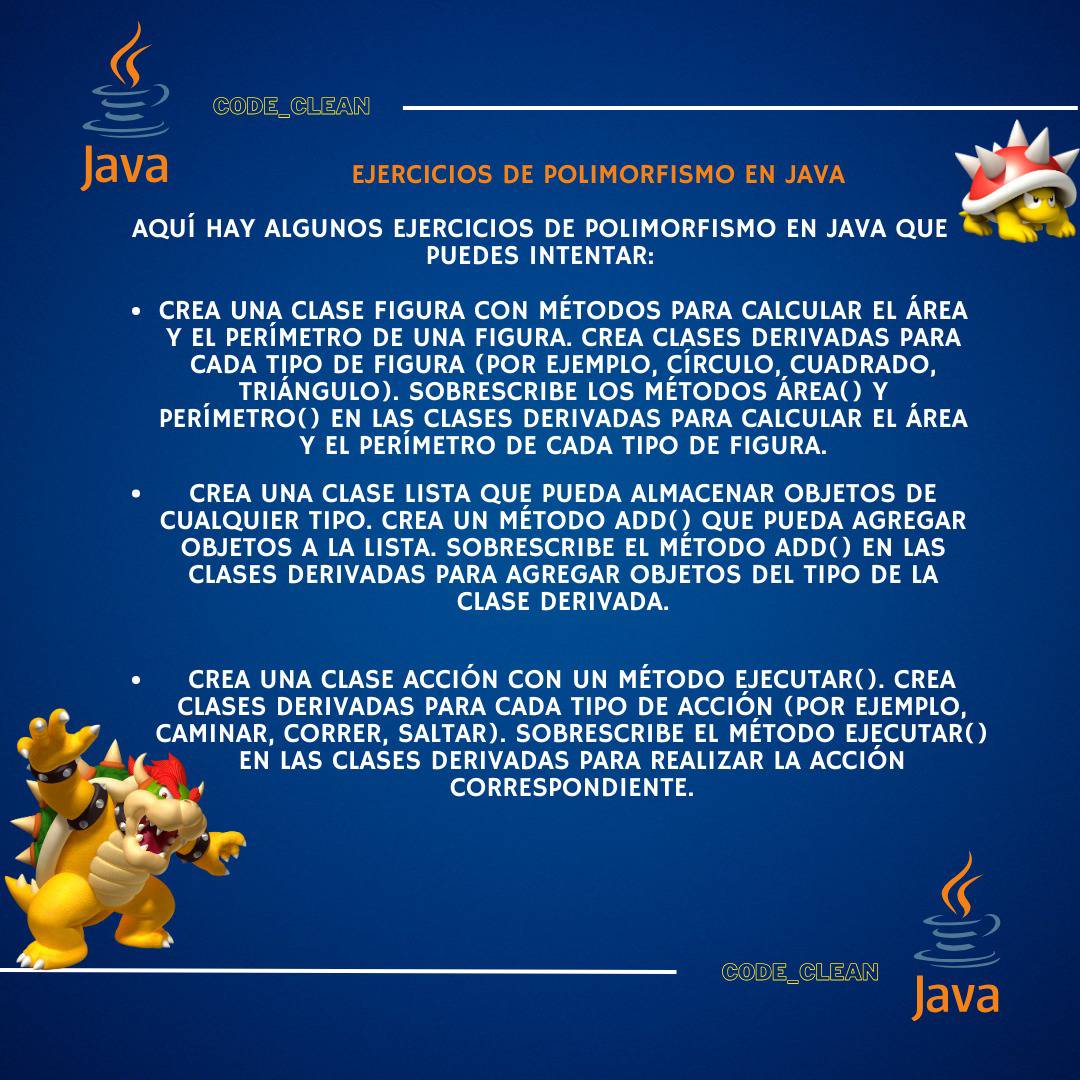 Java
CODE_CLEAN
EJERCICIOS DE POLIMORFISMO EN JAVA
AQUÍ HAY ALGUNOS EJERCICIOS DE POLIMORFISMO EN JAVA QUE
PUEDES INTENTAR:
• CREA UNA CLASE FIGURA CON MÉTODOS PARA CALCULAR EL ÁREA
Y EL PERÍMETRO DE UNA FIGURA. CREA CLASES DERIVADAS PARA
CADA TIPO DE FIGURA (POR EJEMPLO, CÍRCULO, CUADRADO,
TRIÁNGULO). SOBRESCRIBE LOS MÉTODOS ÁREA() Y
PERÍMETRO() EN LAS CLASES DERIVADAS PARA CALCULAR EL ÁREA
Y EL PERÍMETRO DE CADA TIPO DE FIGURA.
• CREA UNA CLASE LISTA QUE PUEDA ALMACENAR OBJETOS DE
CUALQUIER TIPO. CREA UN MÉTODO ADD() QUE PUEDA AGREGAR
OBJETOS A LA LISTA. SOBRESCRIBE EL MÉTODO ADD() EN LAS
CLASES DERIVADAS PARA AGREGAR OBJETOS DEL TIPO DE LA
CLASE DERIVADA.
• CREA UNA CLASE ACCIÓN CON UN MÉTODO EJECUTAR(). CREA
CLASES DERIVADAS PARA CADA TIPO DE ACCIÓN (POR EJEMPLO,
CAMINAR, CORRER, SALTAR). SOBRESCRIBE EL MÉTODO EJECUTAR()
EN LAS CLASES DERIVADAS PARA REALIZAR LA ACCIÓN
CORRESPONDIENTE.
CODE_CLEAN
Java